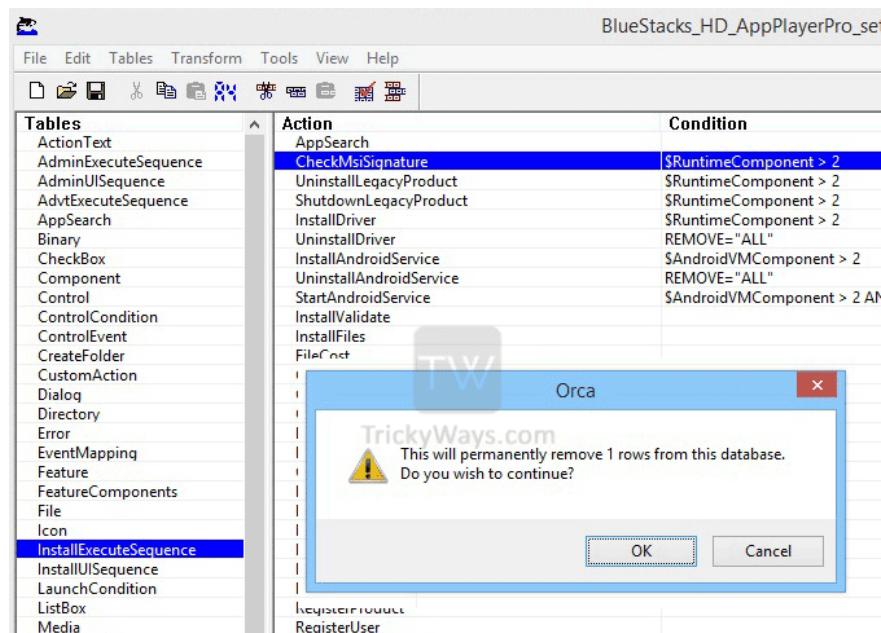 BlueStacks_HD_AppPlayerPro_set
File Edit Tables Transform Tools View Help
Tables
ActionText
AdminExecuteSequence
AdminUISequence
AdvtExecuteSequence
AppSearch
Binary
CheckBox
Component
Control
ControlCondition
ControlEvent
CreateFolder
CustomAction
Dialog
Directory
Error
EventMapping
Feature
FeatureComponents
File
Icon
InstallExecuteSequence
InstallUISequence
LaunchCondition
ListBox
Media
Action Condition
AppSearch
CheckMsiSignature $RuntimeComponent > 2
UninstallLegacyProduct $RuntimeComponent > 2
ShutdownLegacyProduct $RuntimeComponent > 2
InstallDriver $RuntimeComponent > 2
UninstallDriver REMOVE="ALL"
InstallAndroidService $AndroidVMComponent > 2
UninstallAndroidService REMOVE="ALL"
StartAndroidService $AndroidVMComponent > 2 AN
InstallValidate
InstallFiles
FileCost
RegisterProduct
RegisterUser
TW
TrickyWays.com
Orca
This will permanently remove 1 rows from this database.
Do you wish to continue?
OK Cancel